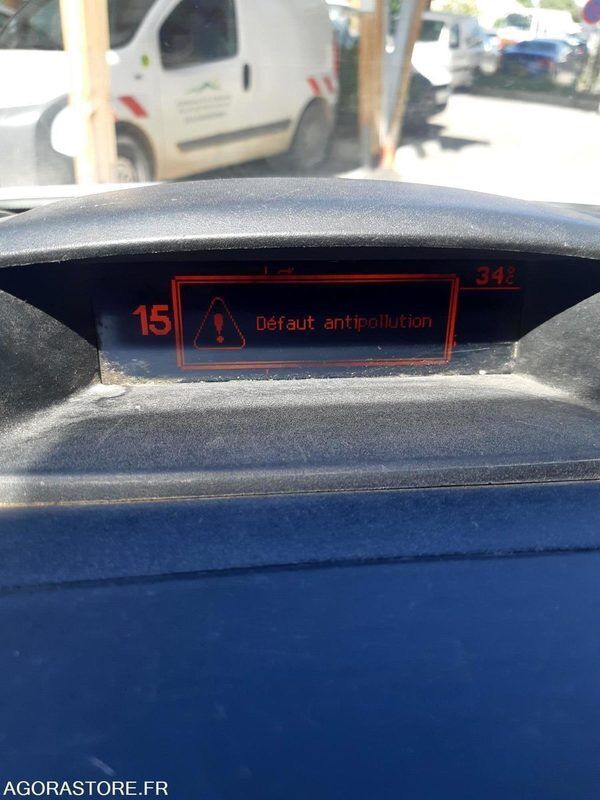 34°C
15
Défaut antipollution
AGORASTORE.FR